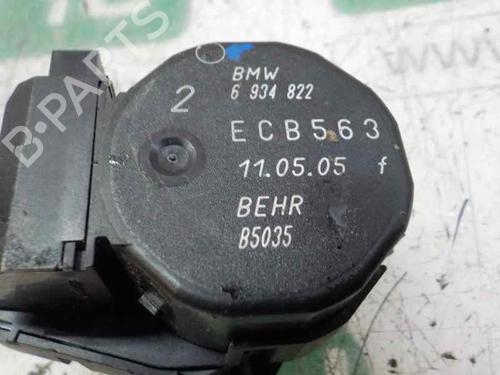 BMW
2
6 934 822
ECB563
11.05.05 f
BEHR
B5035
B-PARTS